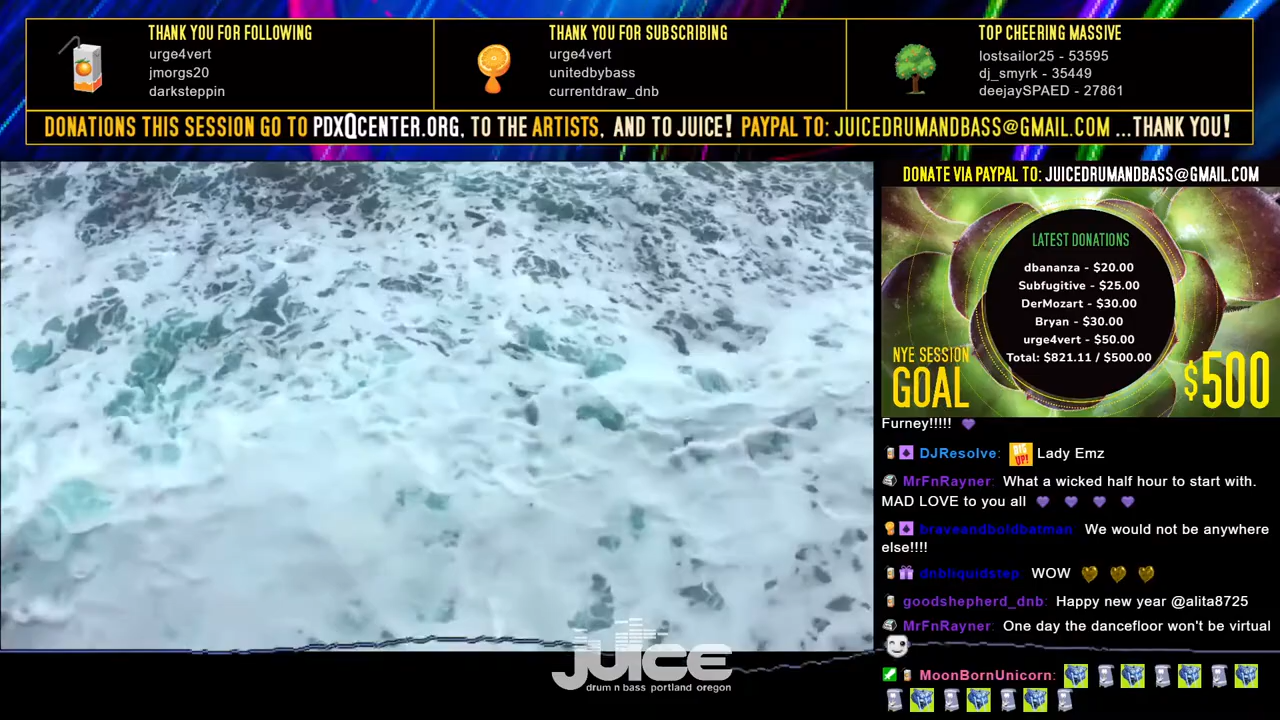 THANK YOU FOR FOLLOWING
urge4vert
jmorgs20
darksteppin
THANK YOU FOR SUBSCRIBING
urge4vert
unitedbybass
currentdraw_dnb
TOP CHEERING MASSIVE
lostsailor25 - 53595
dj_smyrk - 35449
deejaySPAED - 27861
DONATIONS THIS SESSION GO TO PDXQCENTER.ORG, TO THE ARTISTS, AND TO JUICE! PAYPAL TO: JUICEDRUMANDBASS@GMAIL.COM ...THANK YOU!
DONATE VIA PAYPAL TO: JUICEDRUMANDBASS@GMAIL.COM
LATEST DONATIONS
dbananza - $20.00
Subfugitive - $25.00
DerMozart - $30.00
Bryan - $30.00
urge4vert - $50.00
Total: $821.11 / $500.00
NYE SESSION
GOAL
$500
Furney!!!!!
DJResolve: BIG UP! Lady Emz
MrFnRayner: What a wicked half hour to start with.
MAD LOVE to you all
braveandboldbatman: We would not be anywhere
else!!!!
dnbliquidstep: WOW
goodshepherd_dnb: Happy new year @alita8725
MrFnRayner: One day the dancefloor won't be virtual
MoonBornUnicorn:
juice
drum n bass portland oregon